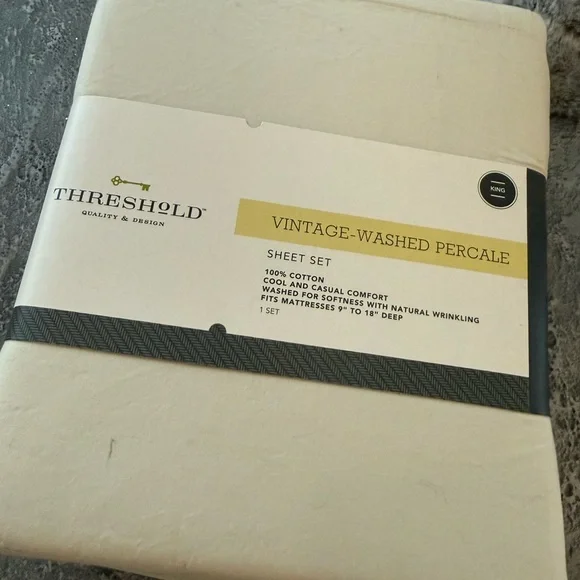 KING
THRESHOLD™
QUALITY & DESIGN
VINTAGE-WASHED PERCALE
SHEET SET
100% COTTON
COOL AND CASUAL COMFORT
WASHED FOR SOFTNESS WITH NATURAL WRINKLING
FITS MATTRESSES 9" TO 18" DEEP
1 SET